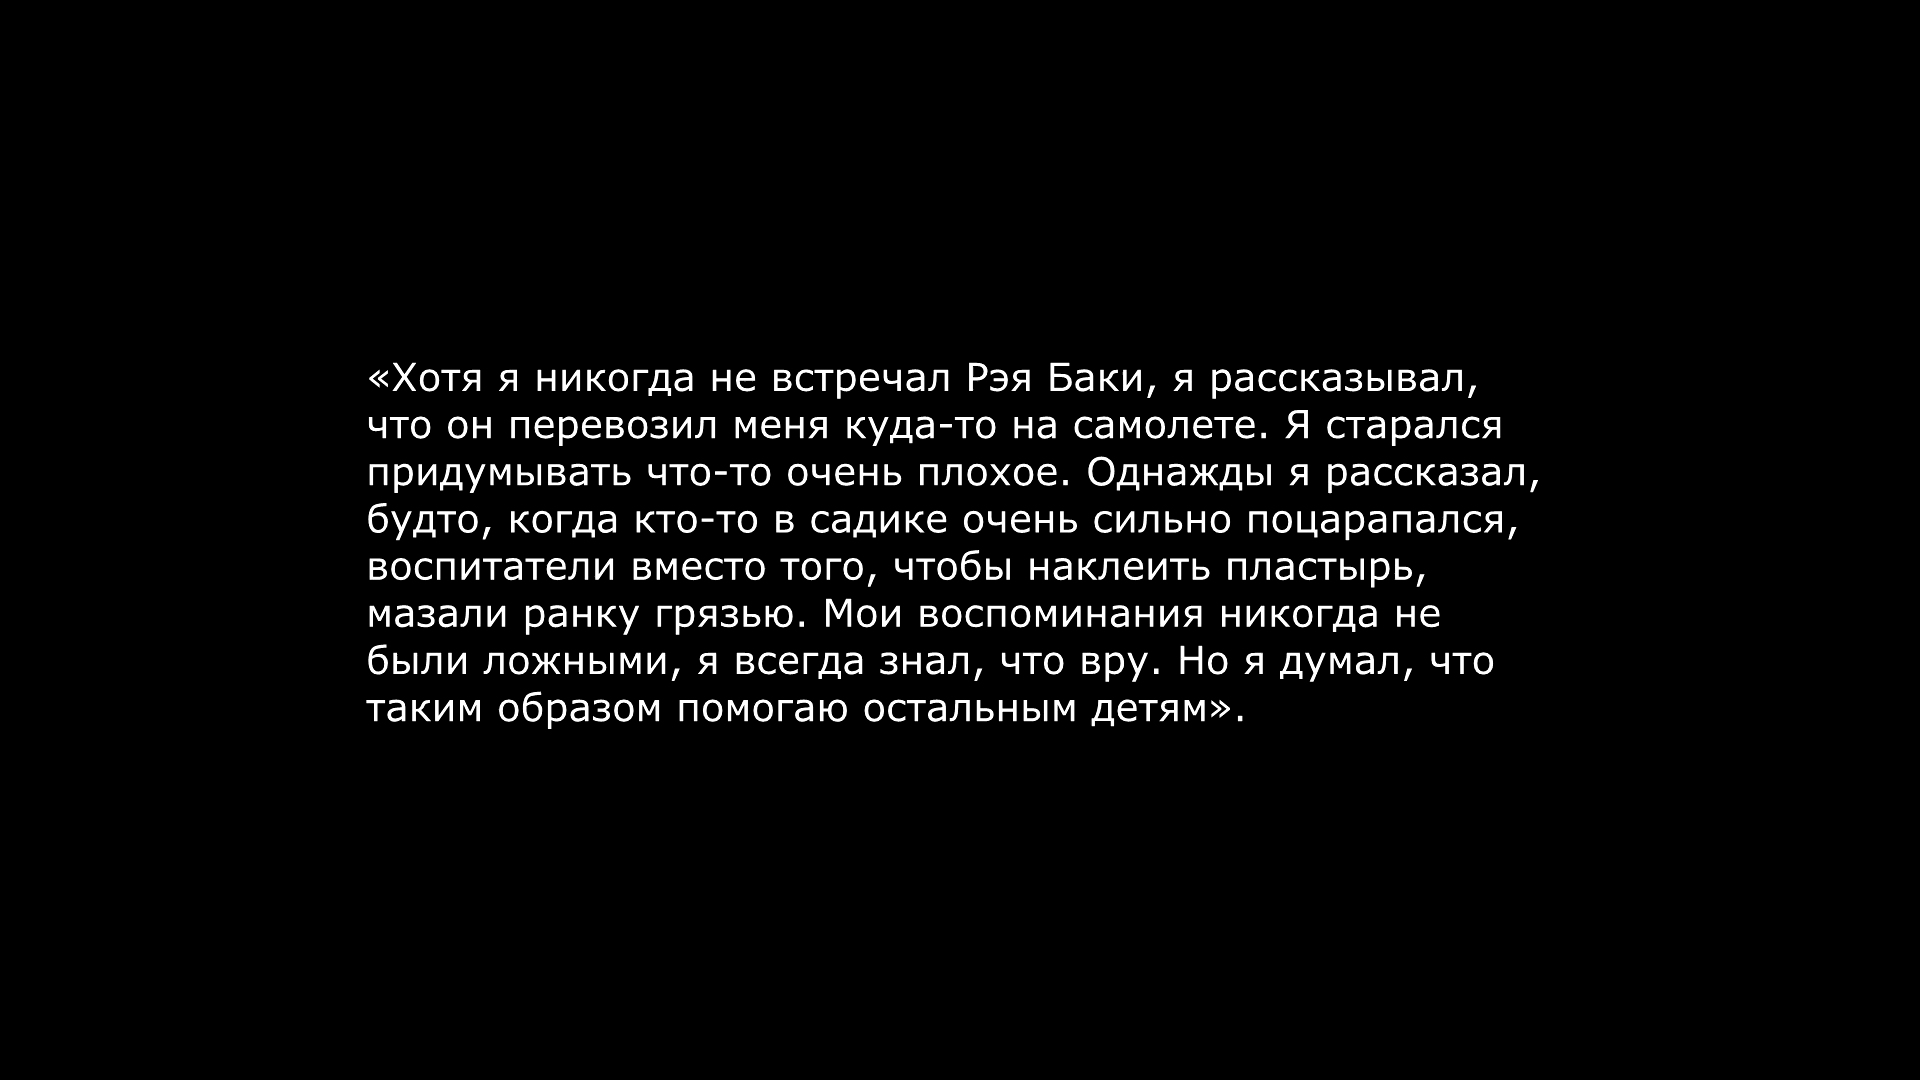 «Хотя я никогда не встречал Рэя Баки, я рассказывал,
что он перевозил меня куда-то на самолете. Я старался
придумывать что-то очень плохое. Однажды я рассказал,
будто, когда кто-то в садике очень сильно поцарапался,
воспитатели вместо того, чтобы наклеить пластырь,
мазали ранку грязью. Мои воспоминания никогда не
были ложными, я всегда знал, что вру. Но я думал, что
таким образом помогаю остальным детям».